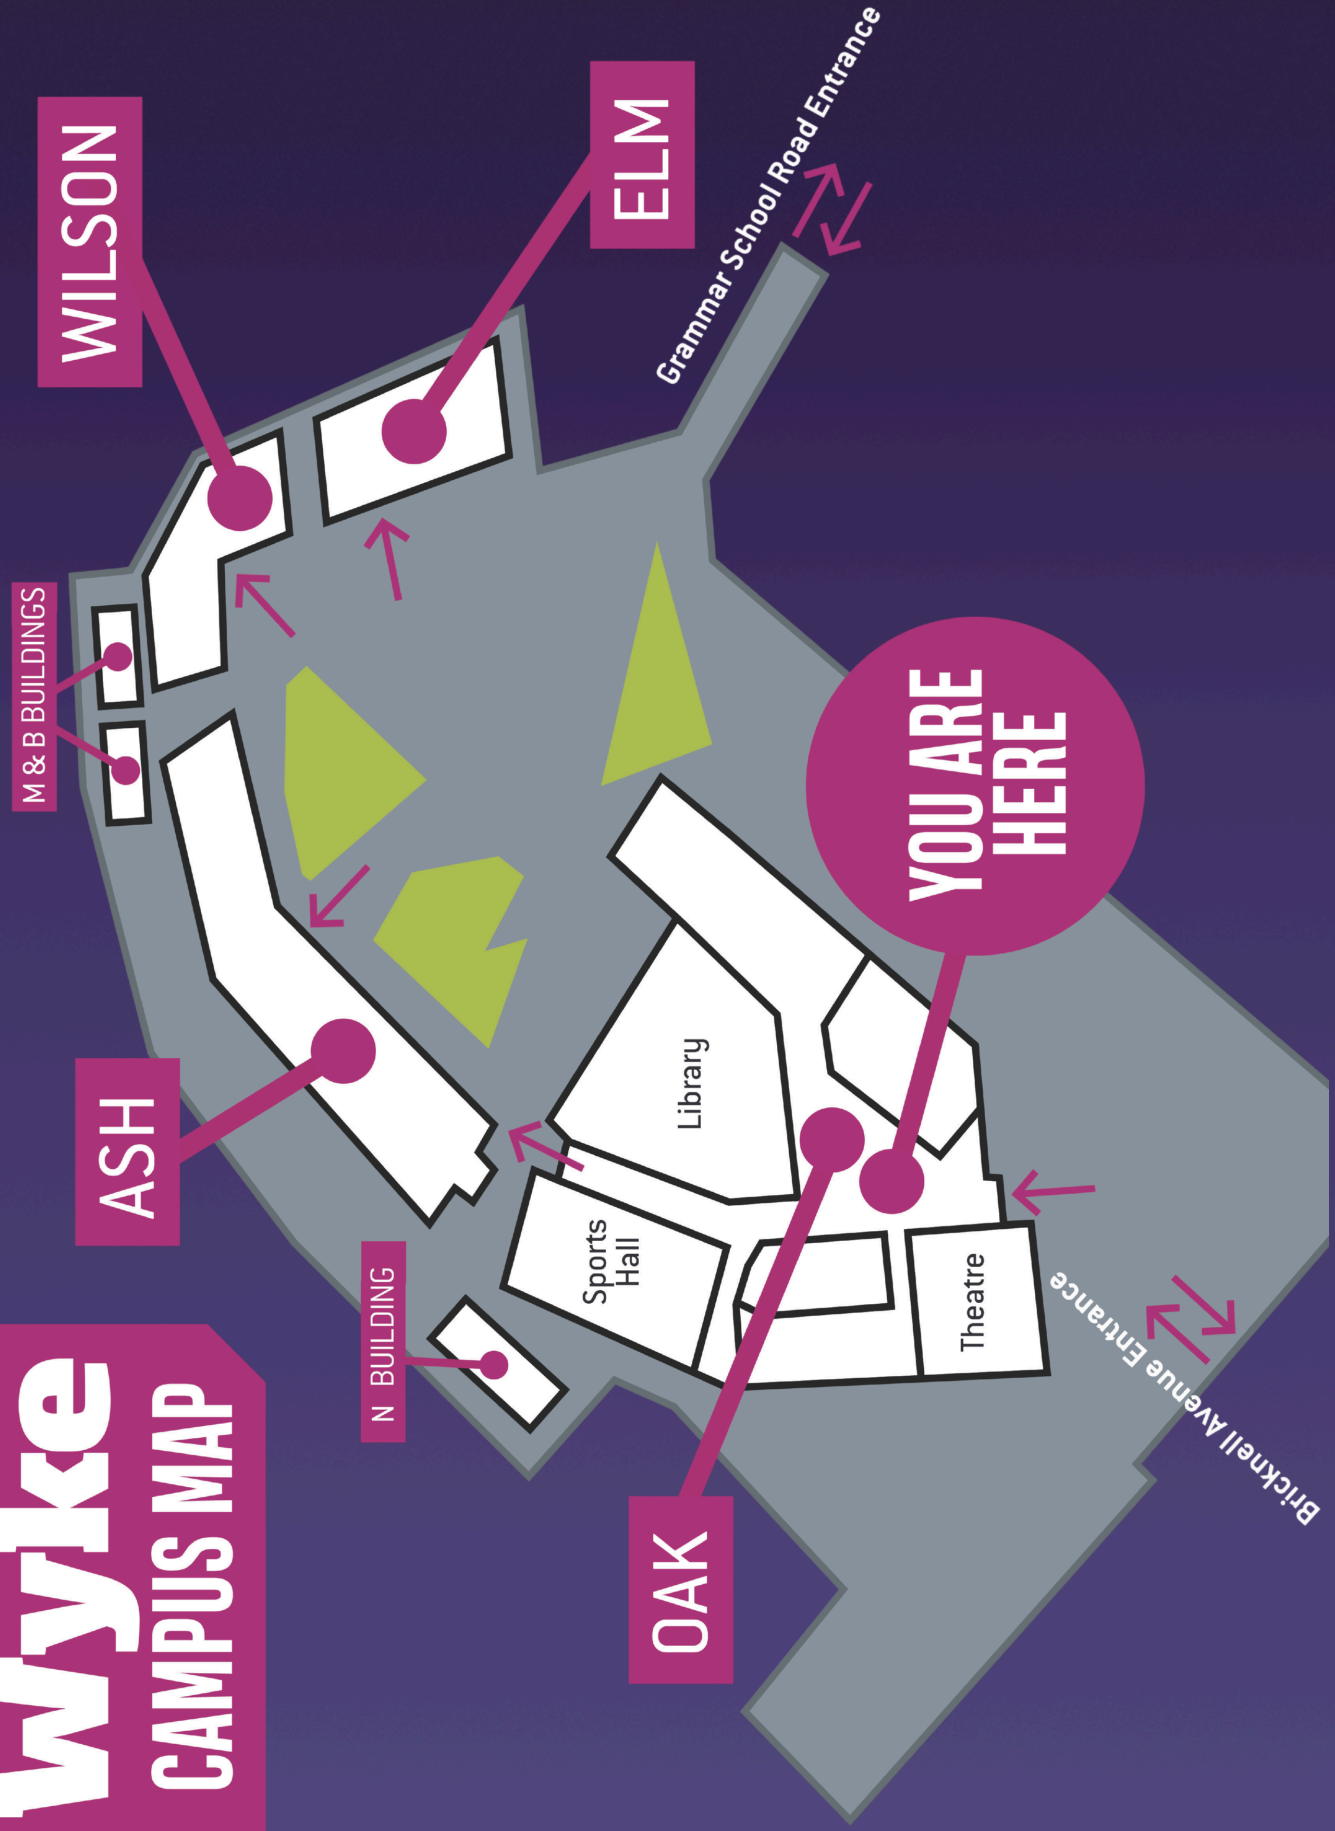 Wyke
CAMPUS MAP
M & B BUILDINGS
WILSON
ASH
N BUILDING
ELM
Sports
Hall
Library
OAK
Grammar School Road Entrance
YOU ARE
HERE
Theatre
Bricknell Avenue Entrance